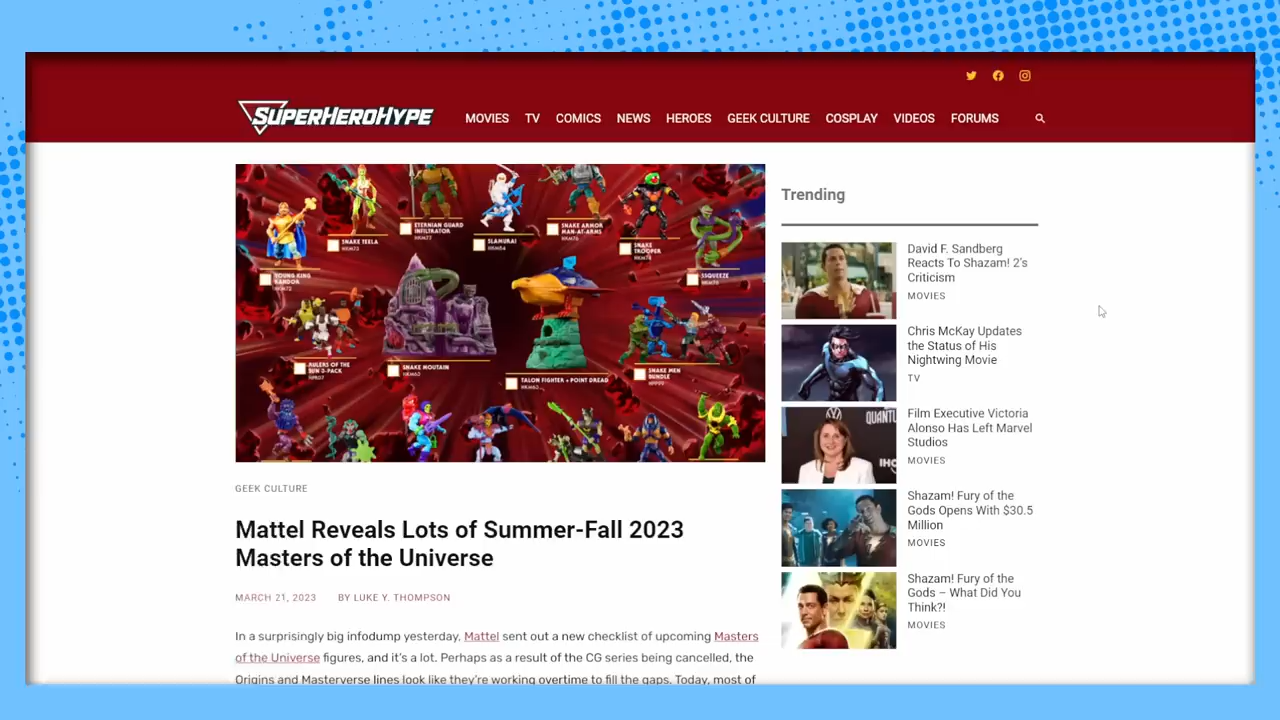 SUPERHEROHYPE
MOVIES TV COMICS NEWS HEROES GEEK CULTURE COSPLAY VIDEOS FORUMS
SNAKE TEELA
ETERNIAN GUARD
INFILTRATOR
SLAMURAI
SNAKE ARMOR
MAN-AT-ARMS
SNAKE
TROOPER
SSQUEEZE
YOUNG KING
RANDOR
RULERS OF THE
SUN 3-PACK
SNAKE MOUTAIN
TALON FIGHTER + POINT DREAD
SNAKE MEN
BUNDLE
GEEK CULTURE
Mattel Reveals Lots of Summer-Fall 2023
Masters of the Universe
MARCH 21, 2023 BY LUKE Y. THOMPSON
In a surprisingly big infodump yesterday, Mattel sent out a new checklist of upcoming Masters
of the Universe figures, and it's a lot. Perhaps as a result of the CG series being cancelled, the
Origins and Masterverse lines look like they're working overtime to fill the gaps. Today, most of
Trending
David F. Sandberg
Reacts To Shazam! 2's
Criticism
MOVIES
Chris McKay Updates
the Status of His
Nightwing Movie
TV
QUANTU
Film Executive Victoria
Alonso Has Left Marvel
Studios
MOVIES
Shazam! Fury of the
Gods Opens With $30.5
Million
MOVIES
Shazam! Fury of the
Gods – What Did You
Think?!
MOVIES